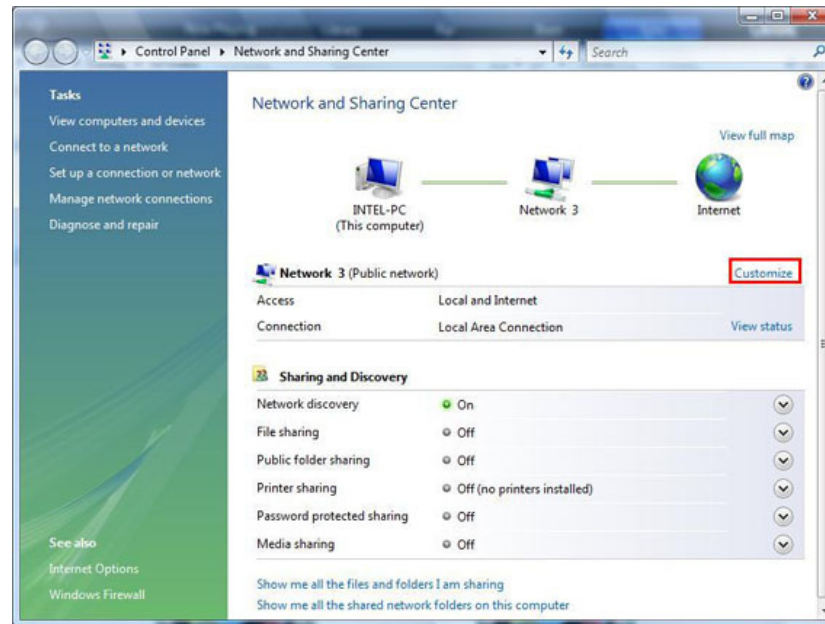 Control Panel
Network and Sharing Center
Search
Tasks
View computers and devices
Connect to a network
Set up a connection or network
Manage network connections
Diagnose and repair
See also
Internet Options
Windows Firewall
Network and Sharing Center
View full map
INTEL-PC
(This computer)
Network 3
Internet
Network 3 (Public network)
Customize
Access Local and Internet
Connection Local Area Connection View status
Sharing and Discovery
Network discovery On
File sharing Off
Public folder sharing Off
Printer sharing Off (no printers installed)
Password protected sharing Off
Media sharing Off
Show me all the files and folders I am sharing
Show me all the shared network folders on this computer